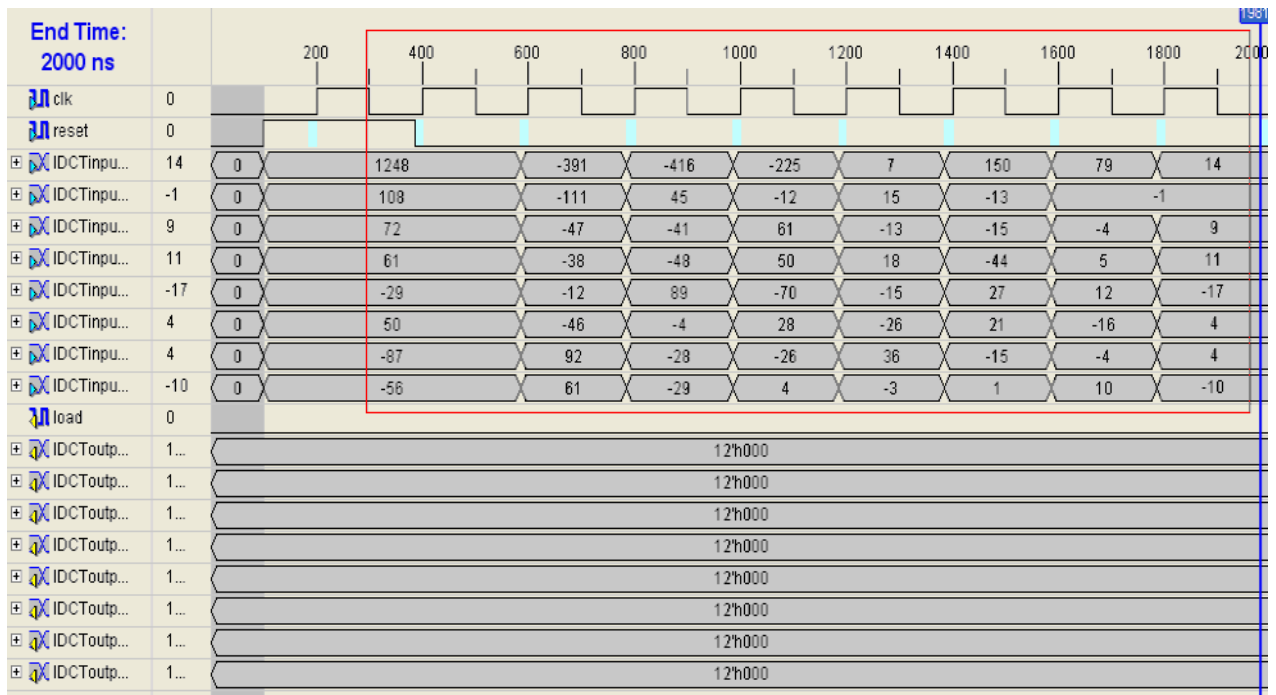 1981
End Time:
2000 ns
200 400 600 800 1000 1200 1400 1600 1800 2000
clk 0
reset 0
IDCTinpu... 14 0 1248 -391 -416 -225 7 150 79 14
IDCTinpu... -1 0 108 -111 45 -12 15 -13 -1
IDCTinpu... 9 0 72 -47 -41 61 -13 -15 -4 9
IDCTinpu... 11 0 61 -38 -48 50 18 -44 5 11
IDCTinpu... -17 0 -29 -12 89 -70 -15 27 12 -17
IDCTinpu... 4 0 50 -46 -4 28 -26 21 -16 4
IDCTinpu... 4 0 -87 92 -28 -26 36 -15 -4 4
IDCTinpu... -10 0 -56 61 -29 4 -3 1 10 -10
load 0
IDCToutp... 1... 12'h000
IDCToutp... 1... 12'h000
IDCToutp... 1... 12'h000
IDCToutp... 1... 12'h000
IDCToutp... 1... 12'h000
IDCToutp... 1... 12'h000
IDCToutp... 1... 12'h000
IDCToutp... 1... 12'h000